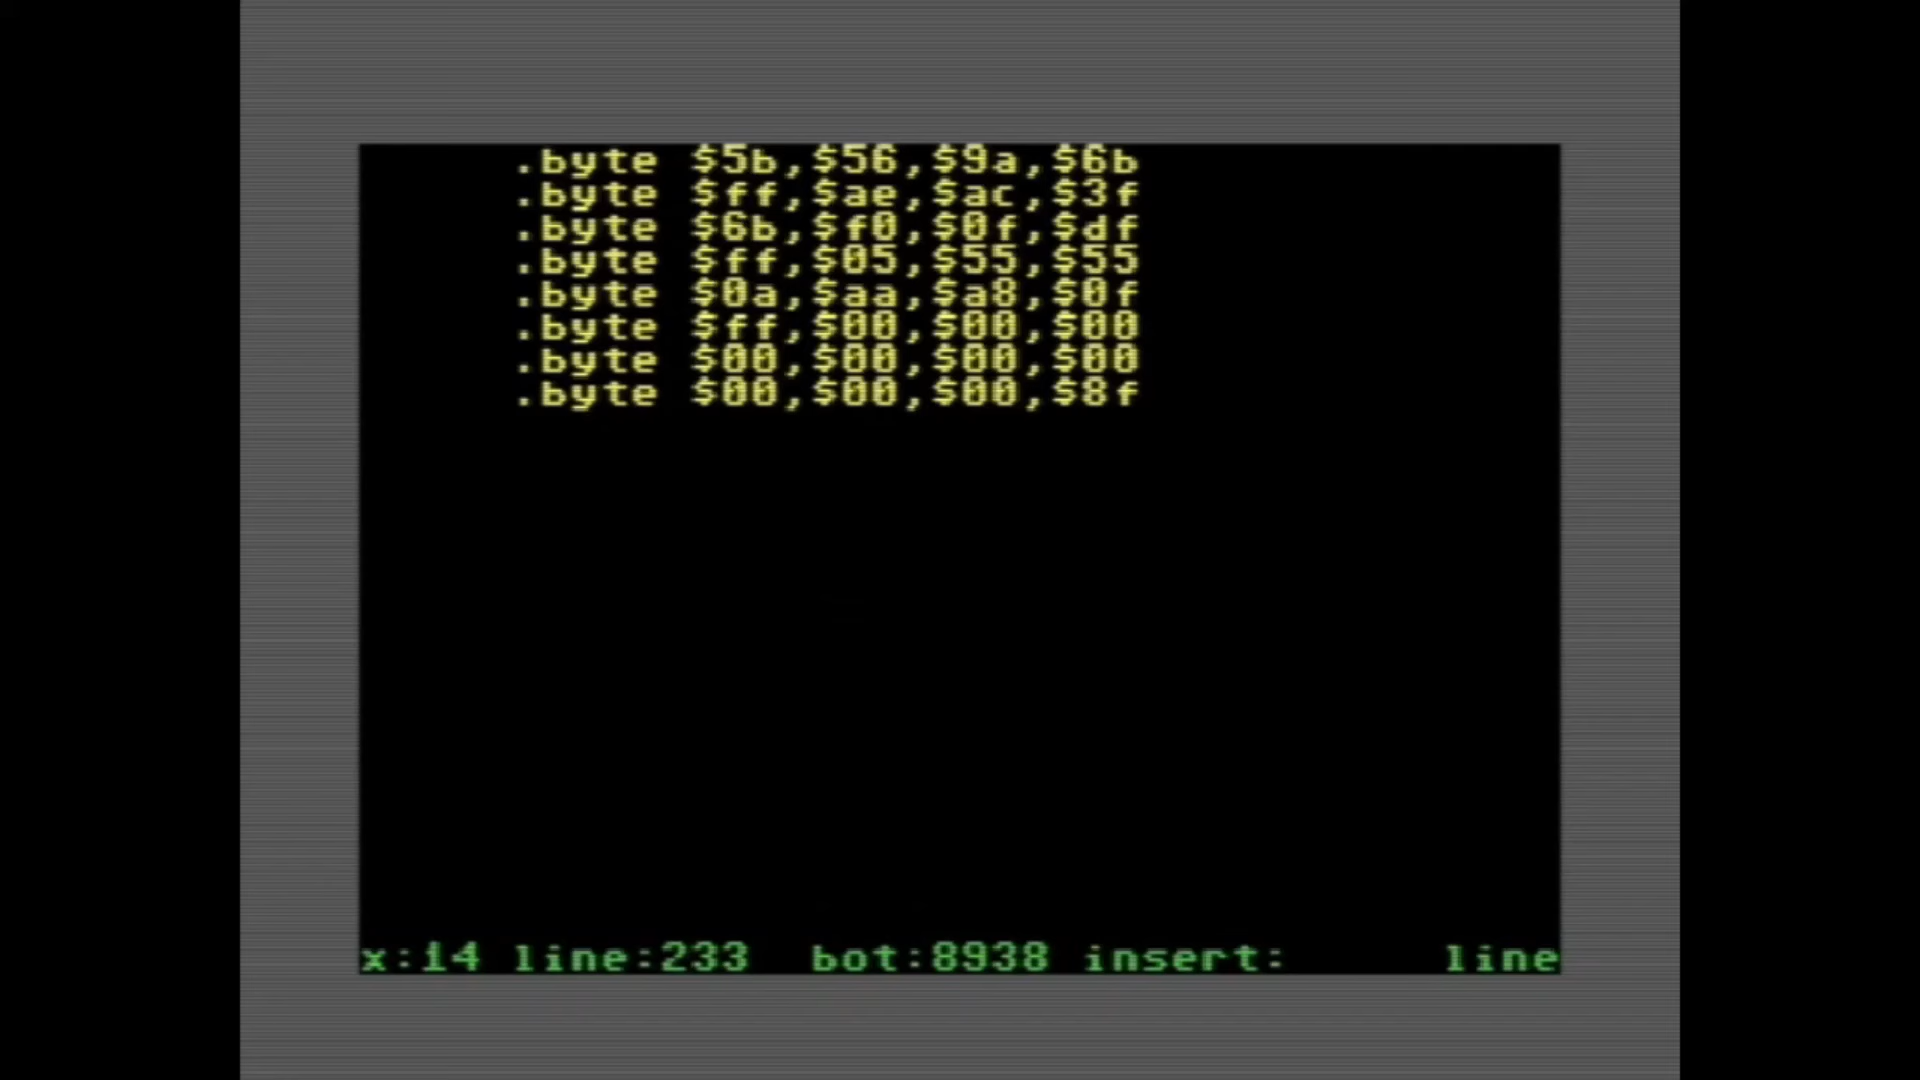 .byte $5b,$56,$9a,$6b
.byte $ff,$ae,$ac,$3f
.byte $6b,$f0,$0f,$df
.byte $ff,$05,$55,$55
.byte $0a,$aa,$a8,$0f
.byte $ff,$00,$00,$00
.byte $00,$00,$00,$00
.byte $00,$00,$00,$8f
x:14 line:233 bot:8938 insert: line